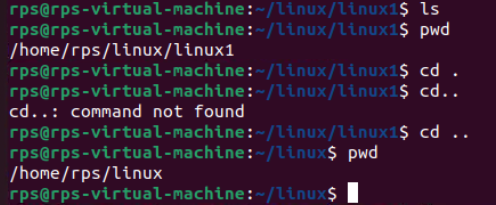 rps@rps-virtual-machine:~/linux/linux1$ ls
rps@rps-virtual-machine:~/linux/linux1$ pwd
/home/rps/linux/linux1
rps@rps-virtual-machine:~/linux/linux1$ cd .
rps@rps-virtual-machine:~/linux/linux1$ cd..
cd..: command not found
rps@rps-virtual-machine:~/linux/linux1$ cd ..
rps@rps-virtual-machine:~/linux$ pwd
/home/rps/linux
rps@rps-virtual-machine:~/linux$